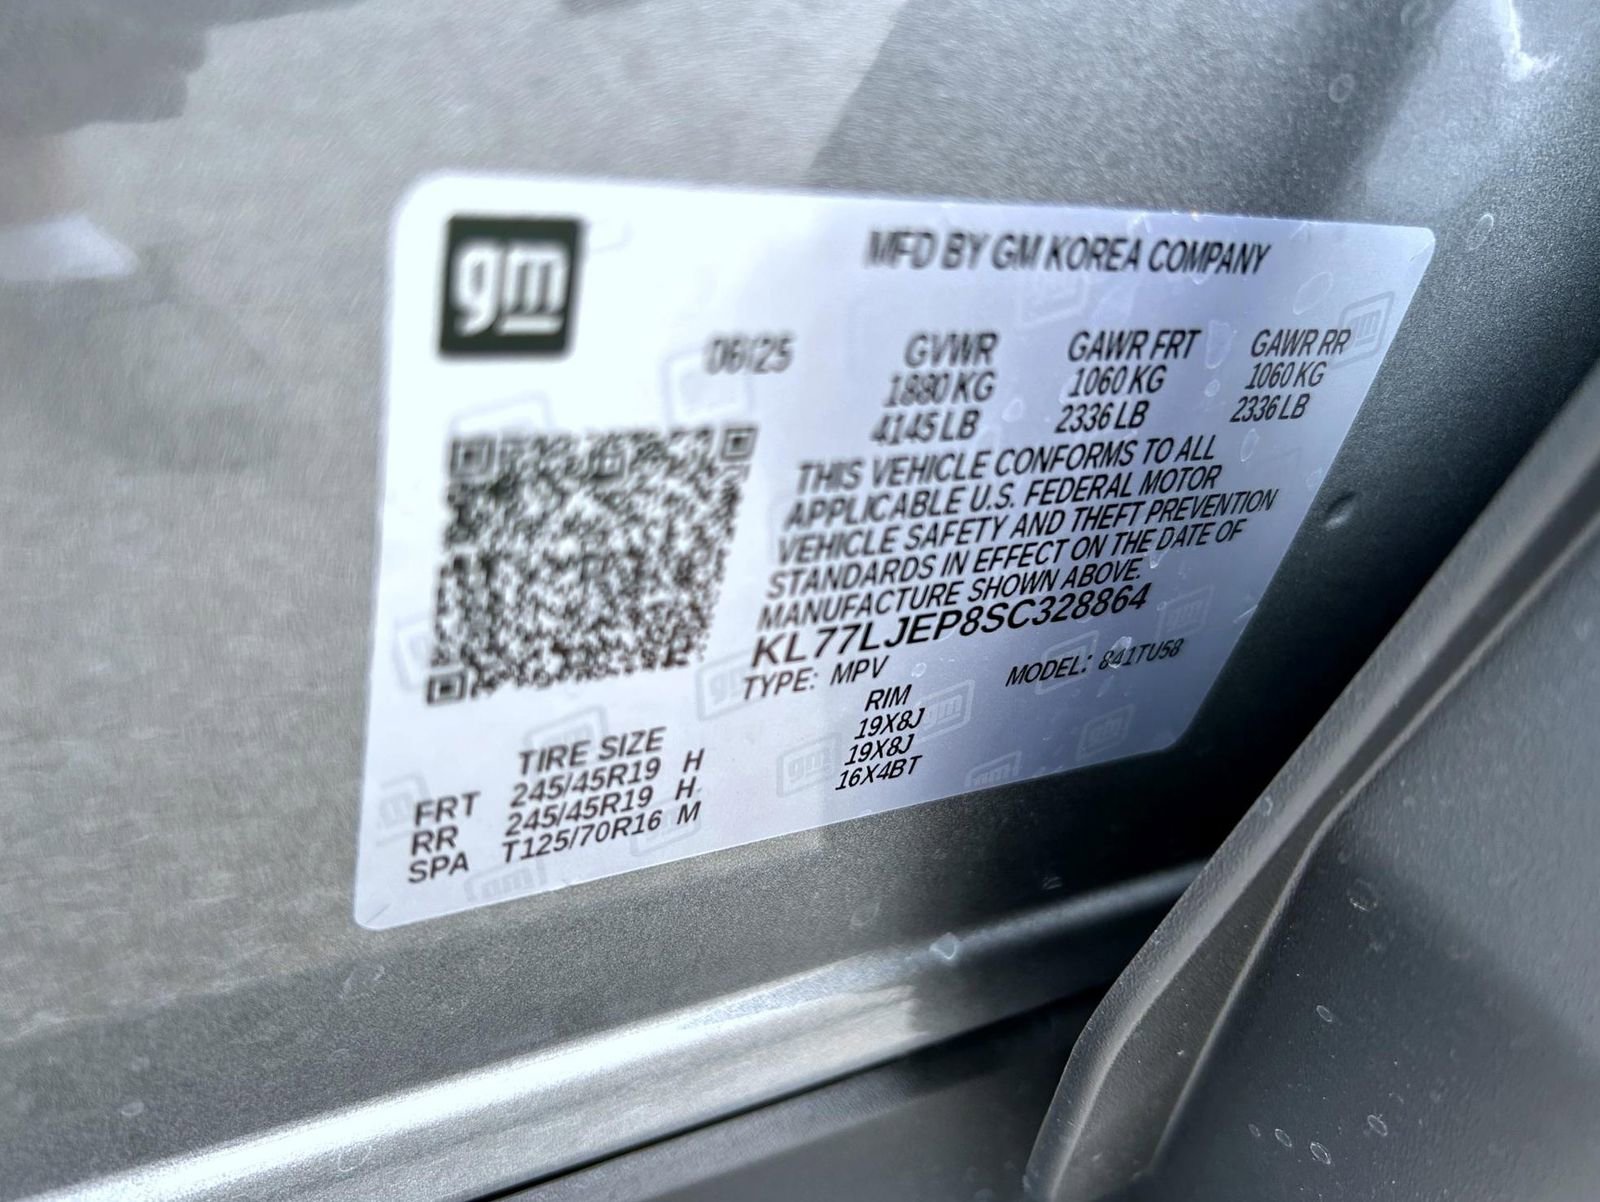 gm
MFD BY GM KOREA COMPANY
06/25 GVWR GAWR FRT GAWR RR
1880 KG 1060 KG 1060 KG
4145 LB 2336 LB 2336 LB
THIS VEHICLE CONFORMS TO ALL
APPLICABLE U.S. FEDERAL MOTOR
VEHICLE SAFETY AND THEFT PREVENTION
STANDARDS IN EFFECT ON THE DATE OF
MANUFACTURE SHOWN ABOVE.
KL77LJEP8SC328864
TYPE: MPV MODEL: 841TU58
TIRE SIZE RIM
FRT 245/45R19 H 19X8J
RR 245/45R19 H 19X8J
SPA T125/70R16 M 16X4BT